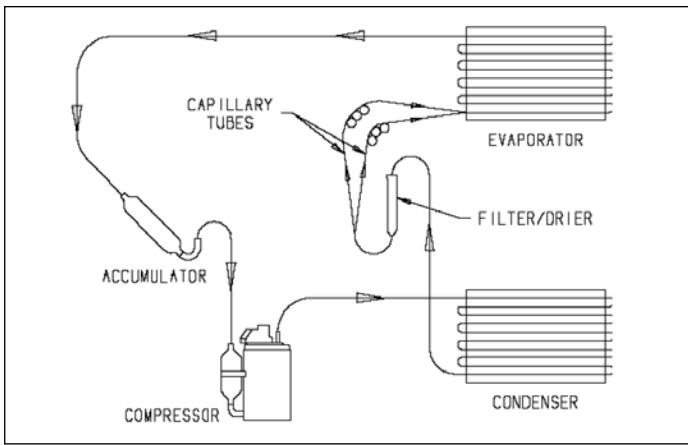 CAPILLARY
TUBES
EVAPORATOR
FILTER/DRIER
ACCUMULATOR
COMPRESSOR
CONDENSER